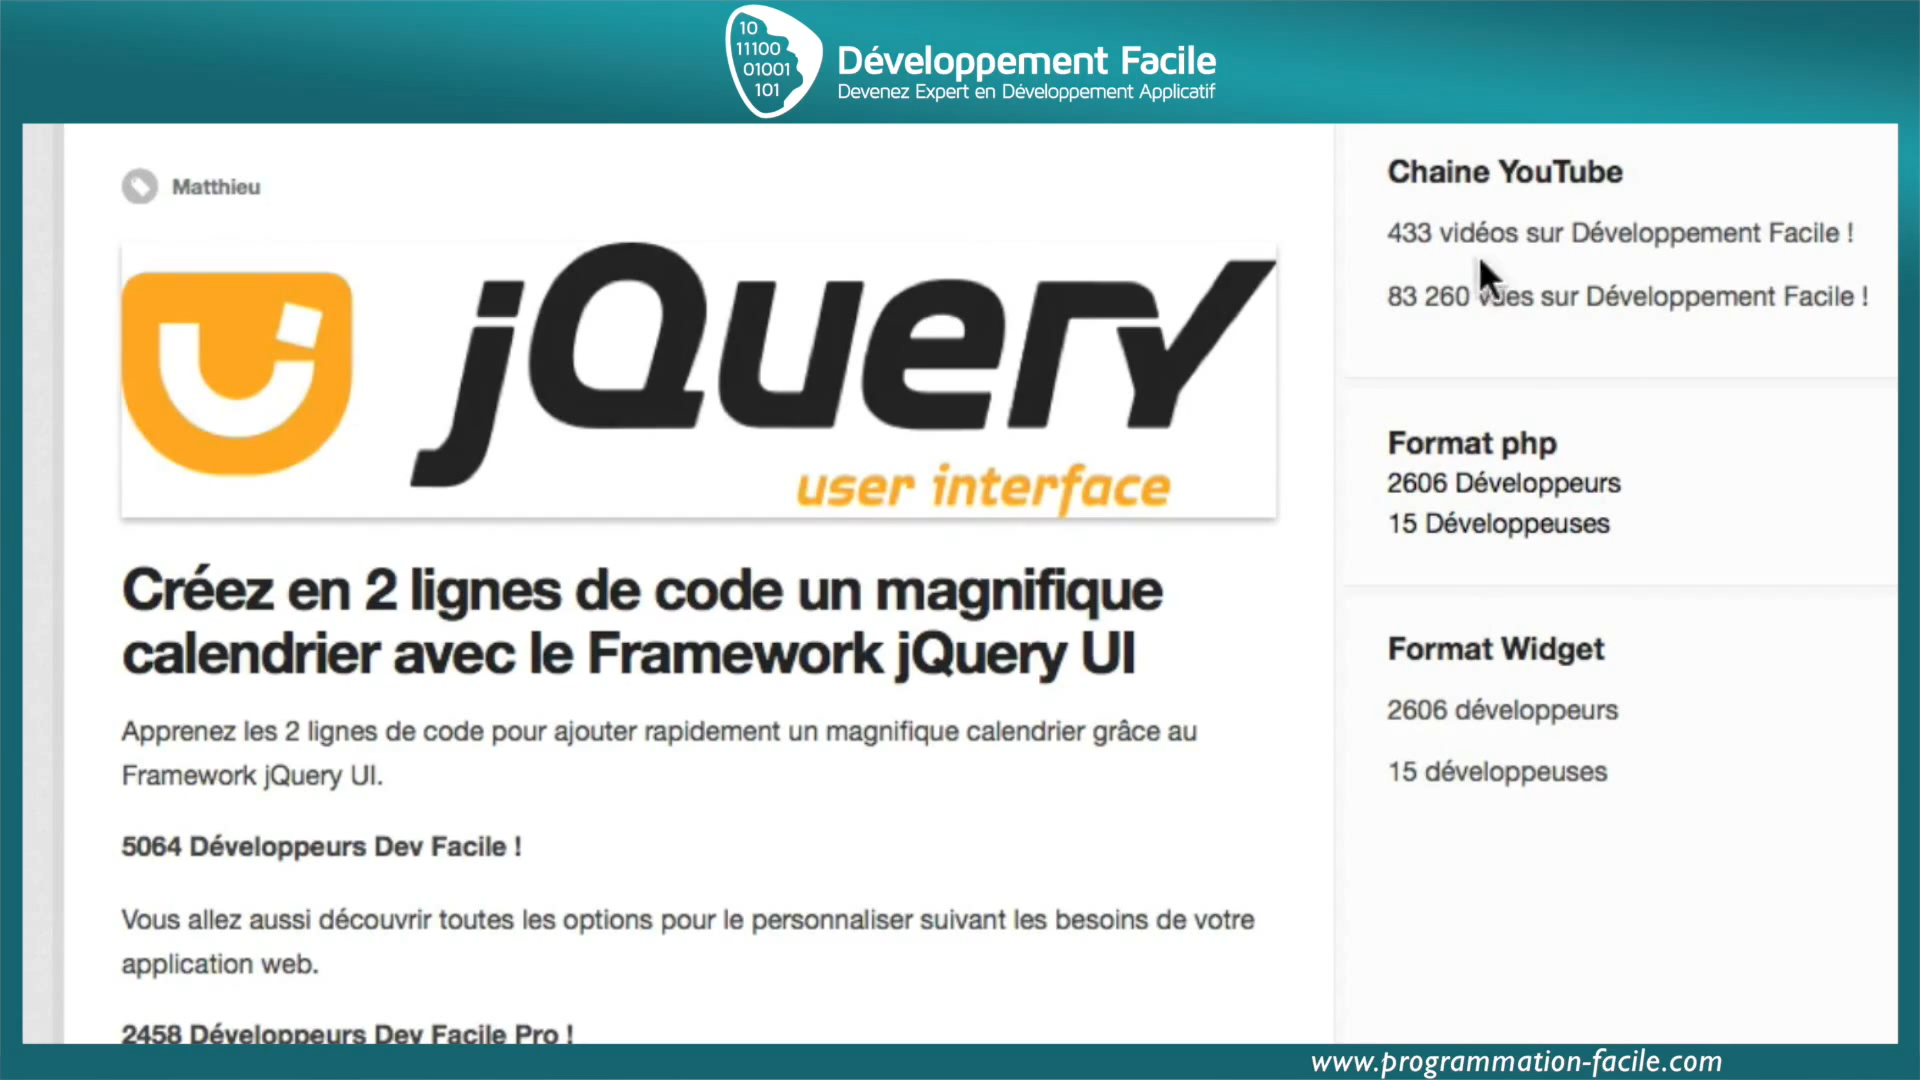 10
11100
01001
101
Développement Facile
Devenez Expert en Développement Applicatif
Matthieu
jQuery
user interface
Créez en 2 lignes de code un magnifique
calendrier avec le Framework jQuery UI
Apprenez les 2 lignes de code pour ajouter rapidement un magnifique calendrier grâce au
Framework jQuery UI.
5064 Développeurs Dev Facile !
Vous allez aussi découvrir toutes les options pour le personnaliser suivant les besoins de votre
application web.
2458 Développeurs Dev Facile Pro !
Chaine YouTube
433 vidéos sur Développement Facile !
83 260 vues sur Développement Facile !
Format php
2606 Développeurs
15 Développeuses
Format Widget
2606 développeurs
15 développeuses
www.programmation-facile.com